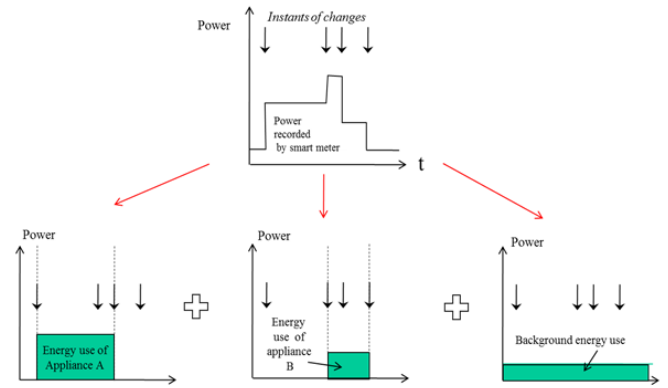 Instants of changes
Power
Power
recorded
by smart meter
t
Power
Energy use of
Appliance A
Power
Energy
use of
appliance
B
Power
Background energy use